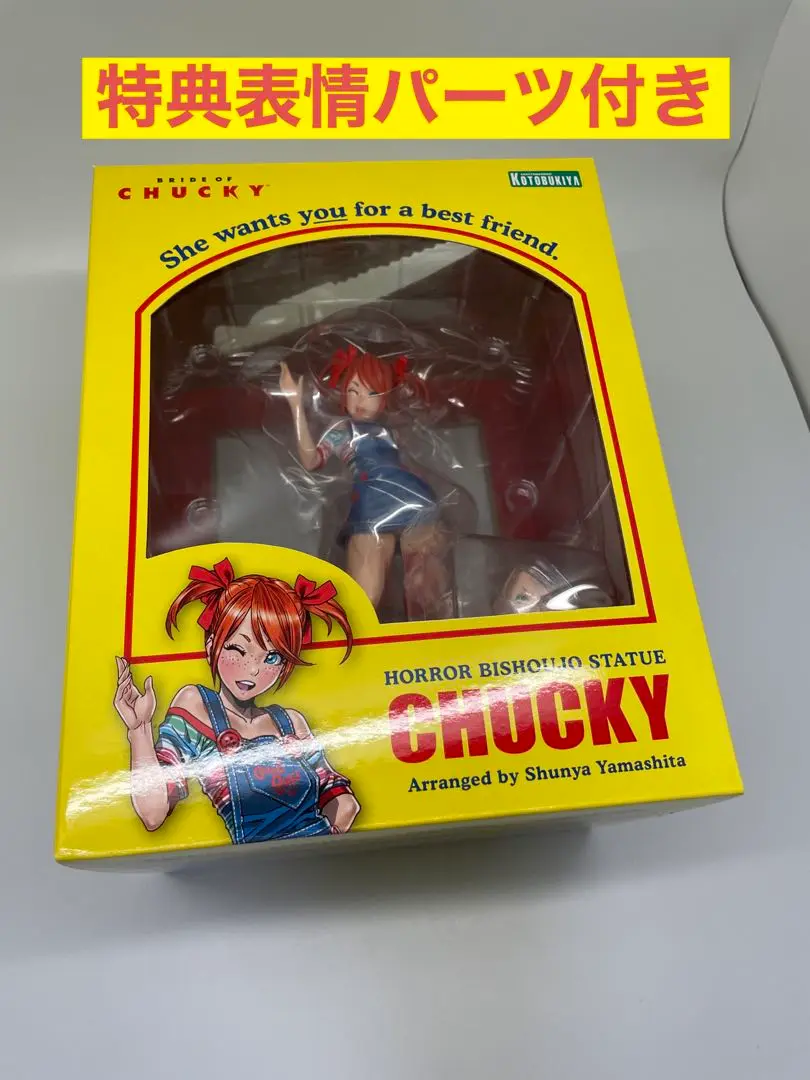 特典表情パーツ付き
BRIDE OF
CHUCKY™
KOTOBUKIYA
She wants you for a best friend.
HORROR BISHOUJO STATUE
CHUCKY
Arranged by Shunya Yamashita